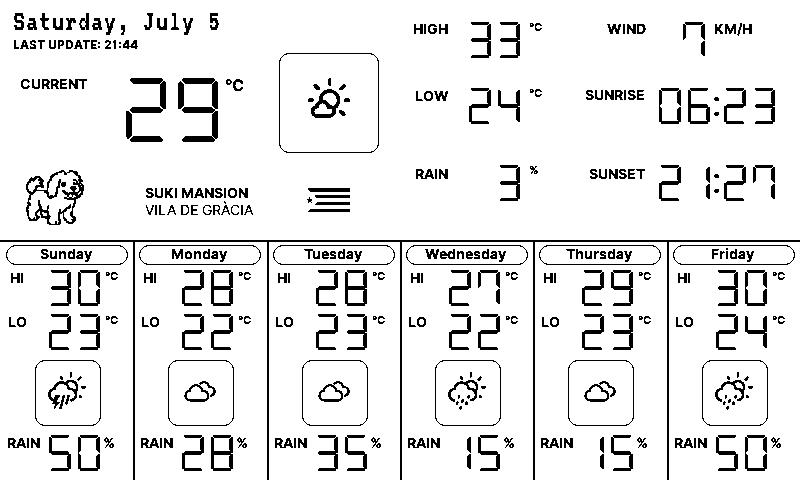 Saturday, July 5
LAST UPDATE: 21:44
CURRENT 29 °C
HIGH 33 °C
LOW 24 °C
RAIN 3 %
WIND 7 KM/H
SUNRISE 06:23
SUNSET 21:27
SUKI MANSION
VILA DE GRÀCIA
Sunday
HI 30 °C
LO 23 °C
RAIN 50 %
Monday
HI 28 °C
LO 22 °C
RAIN 28 %
Tuesday
HI 28 °C
LO 22 °C
RAIN 35 %
Wednesday
HI 27 °C
LO 22 °C
RAIN 15 %
Thursday
HI 29 °C
LO 23 °C
RAIN 15 %
Friday
HI 30 °C
LO 24 °C
RAIN 50 %